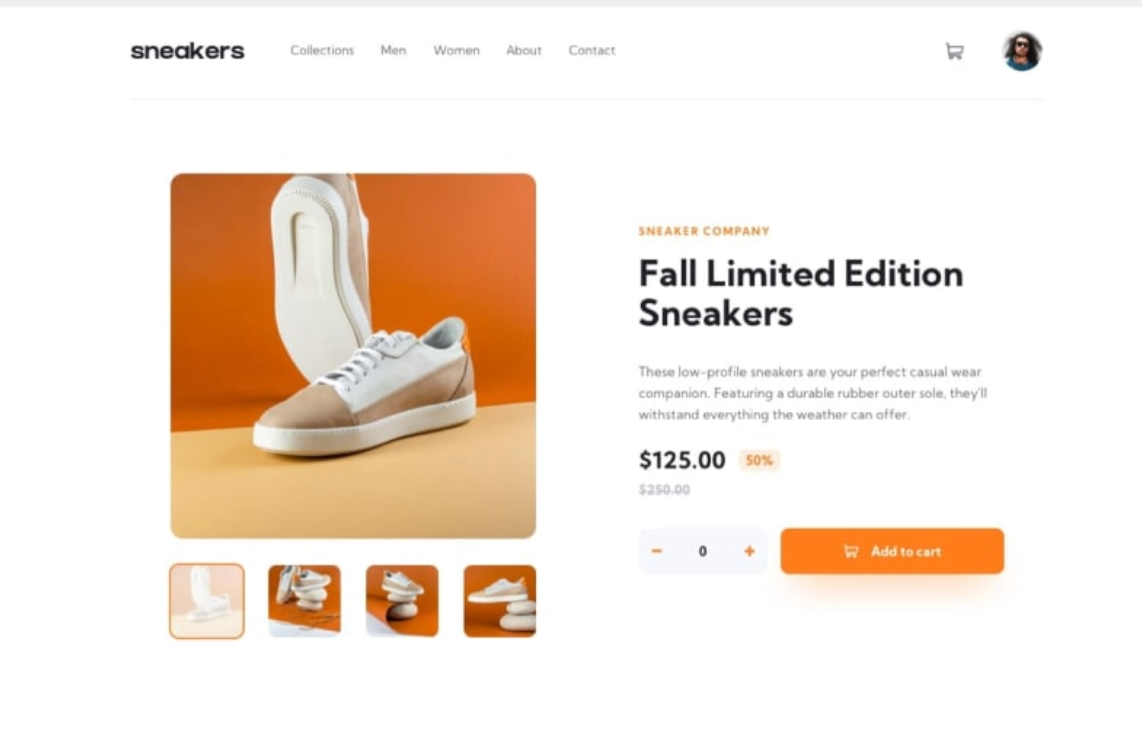 sneakers
Collections Men Women About Contact
SNEAKER COMPANY
Fall Limited Edition
Sneakers
These low-profile sneakers are your perfect casual wear
companion. Featuring a durable rubber outer sole, they'll
withstand everything the weather can offer.
$125.00 50%
$250.00
0
Add to cart